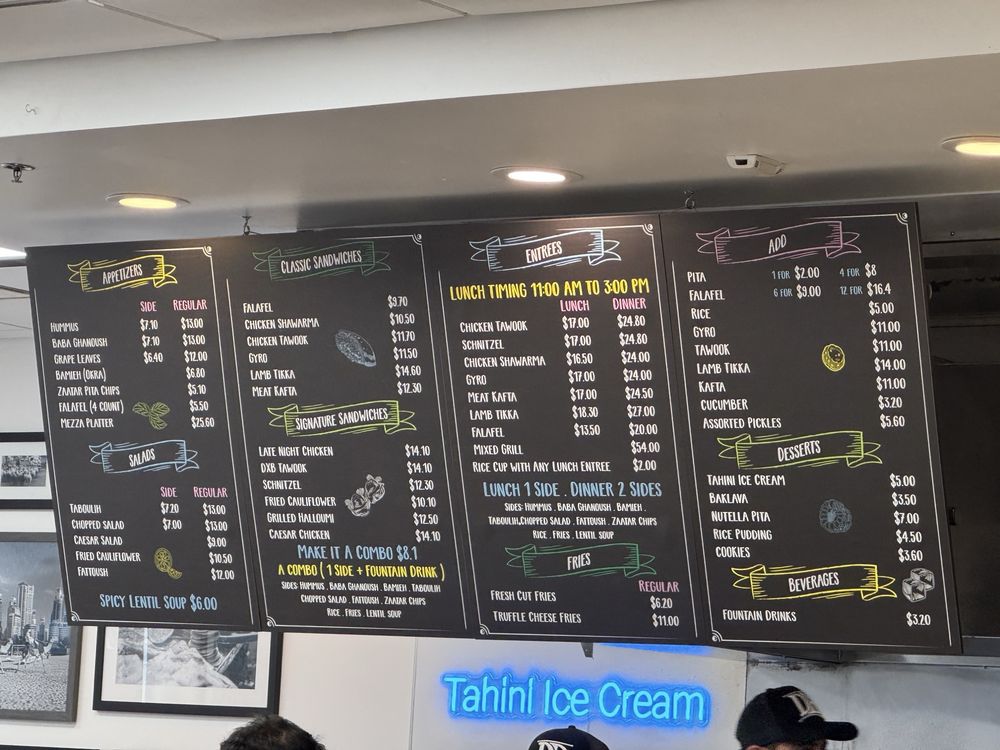 APPETIZERS
SIDE REGULAR
HUMMUS $7.10 $13.00
BABA GHANOUSH $7.10 $13.00
GRAPE LEAVES $6.40 $12.00
BAMIEH (OKRA) $6.80
ZAATAR PITA CHIPS $5.10
FALAFEL (4 COUNT) $5.50
MEZZA PLATTER $25.60
SALADS
SIDE REGULAR
TABOULIH $7.20 $13.00
CHOPPED SALAD $7.00 $13.00
CAESAR SALAD $9.00
FRIED CAULIFLOWER $10.50
FATTOUSH $12.00
SPICY LENTIL SOUP $6.00
CLASSIC SANDWICHES
FALAFEL $9.70
CHICKEN SHAWARMA $10.50
CHICKEN TAWOOK $11.70
GYRO $11.50
LAMB TIKKA $14.60
MEAT KAFTA $12.30
SIGNATURE SANDWICHES
LATE NIGHT CHICKEN $14.10
DXB TAWOOK $14.10
SCHNITZEL $12.30
FRIED CAULIFLOWER $10.10
GRILLED HALLOUMI $12.50
CAESAR CHICKEN $14.10
MAKE IT A COMBO $8.1
A COMBO ( 1 SIDE + FOUNTAIN DRINK )
SIDES: HUMMUS . BABA GHANOUSH . BAMIEH . TABOULIH
CHOPPED SALAD . FATTOUSH . ZAATAR CHIPS
RICE . FRIES . LENTIL SOUP
ENTREES
LUNCH TIMING 11:00 AM TO 3:00 PM
LUNCH DINNER
CHICKEN TAWOOK $17.00 $24.80
SCHNITZEL $17.00 $24.80
CHICKEN SHAWARMA $16.50 $24.00
GYRO $17.00 $24.00
MEAT KAFTA $17.00 $24.50
LAMB TIKKA $18.30 $27.00
FALAFEL $13.50 $20.00
MIXED GRILL $54.00
RICE CUP WITH ANY LUNCH ENTREE $2.00
LUNCH 1 SIDE . DINNER 2 SIDES
SIDES: HUMMUS . BABA GHANOUSH . BAMIEH .
TABOULIH,CHOPPED SALAD . FATTOUSH . ZAATAR CHIPS
RICE . FRIES . LENTIL SOUP
FRIES
REGULAR
FRESH CUT FRIES $6.20
TRUFFLE CHEESE FRIES $11.00
ADD
PITA 1 FOR $2.00 4 FOR $8
FALAFEL 6 FOR $9.00 12 FOR $16.4
RICE $5.00
GYRO $11.00
TAWOOK $11.00
LAMB TIKKA $14.00
KAFTA $11.00
CUCUMBER $3.20
ASSORTED PICKLES $5.60
DESSERTS
TAHINI ICE CREAM $5.00
BAKLAVA $3.50
NUTELLA PITA $7.00
RICE PUDDING $4.50
COOKIES $3.60
BEVERAGES
FOUNTAIN DRINKS $3.20
TahinI Ice Cream